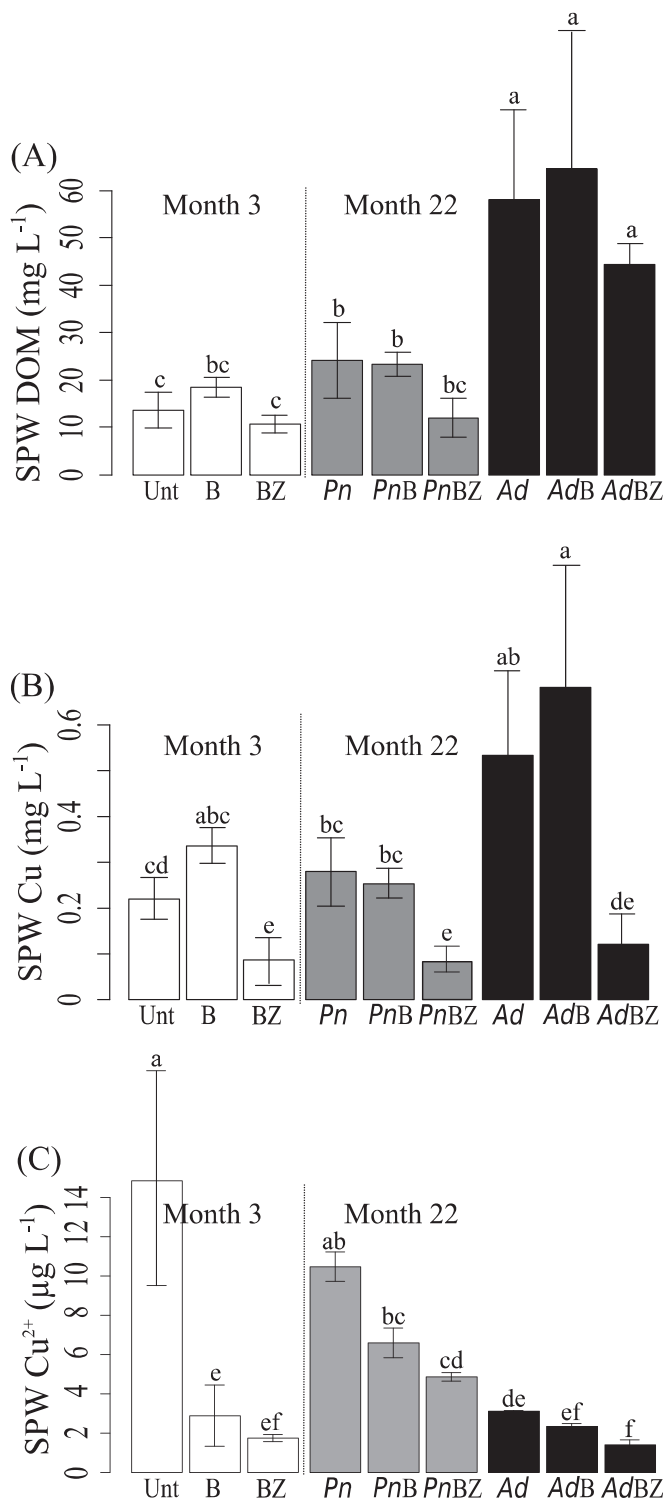 (A)
SPW DOM (mg L⁻¹)
0 10 20 30 40 50 60
Month 3 Month 22
c bc c b b bc a a a
Unt B BZ Pn PnB PnBZ Ad AdB AdBZ
(B)
SPW Cu (mg L⁻¹)
0 0.2 0.4 0.6
Month 3 Month 22
cd abc e bc bc e ab a de
Unt B BZ Pn PnB PnBZ Ad AdB AdBZ
(C)
SPW Cu²⁺ (µg L⁻¹)
0 2 4 6 8 10 12 14
Month 3 Month 22
a e ef ab bc cd de ef f
Unt B BZ Pn PnB PnBZ Ad AdB AdBZ